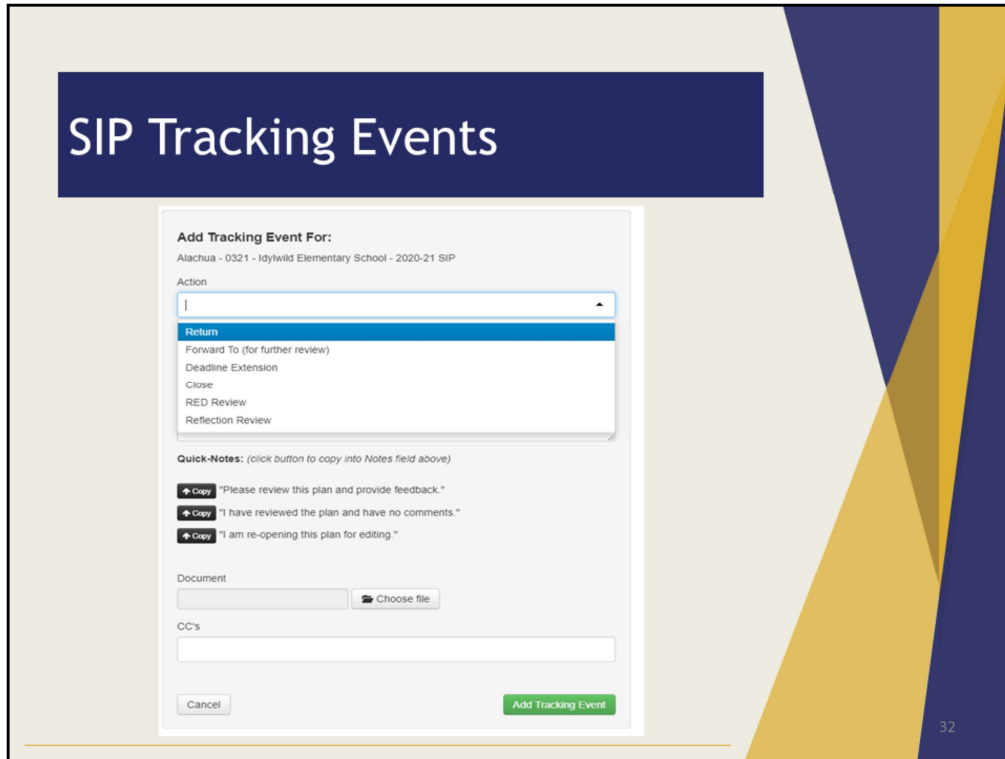 SIP Tracking Events
Add Tracking Event For:
Alachua - 0321 - Idylwild Elementary School - 2020-21 SIP
Action
Return
Forward To (for further review)
Deadline Extension
Close
RED Review
Reflection Review
Quick-Notes: (click button to copy into Notes field above)
Copy "Please review this plan and provide feedback."
Copy "I have reviewed the plan and have no comments."
Copy "I am re-opening this plan for editing."
Document
Choose file
CC's
Cancel Add Tracking Event
32